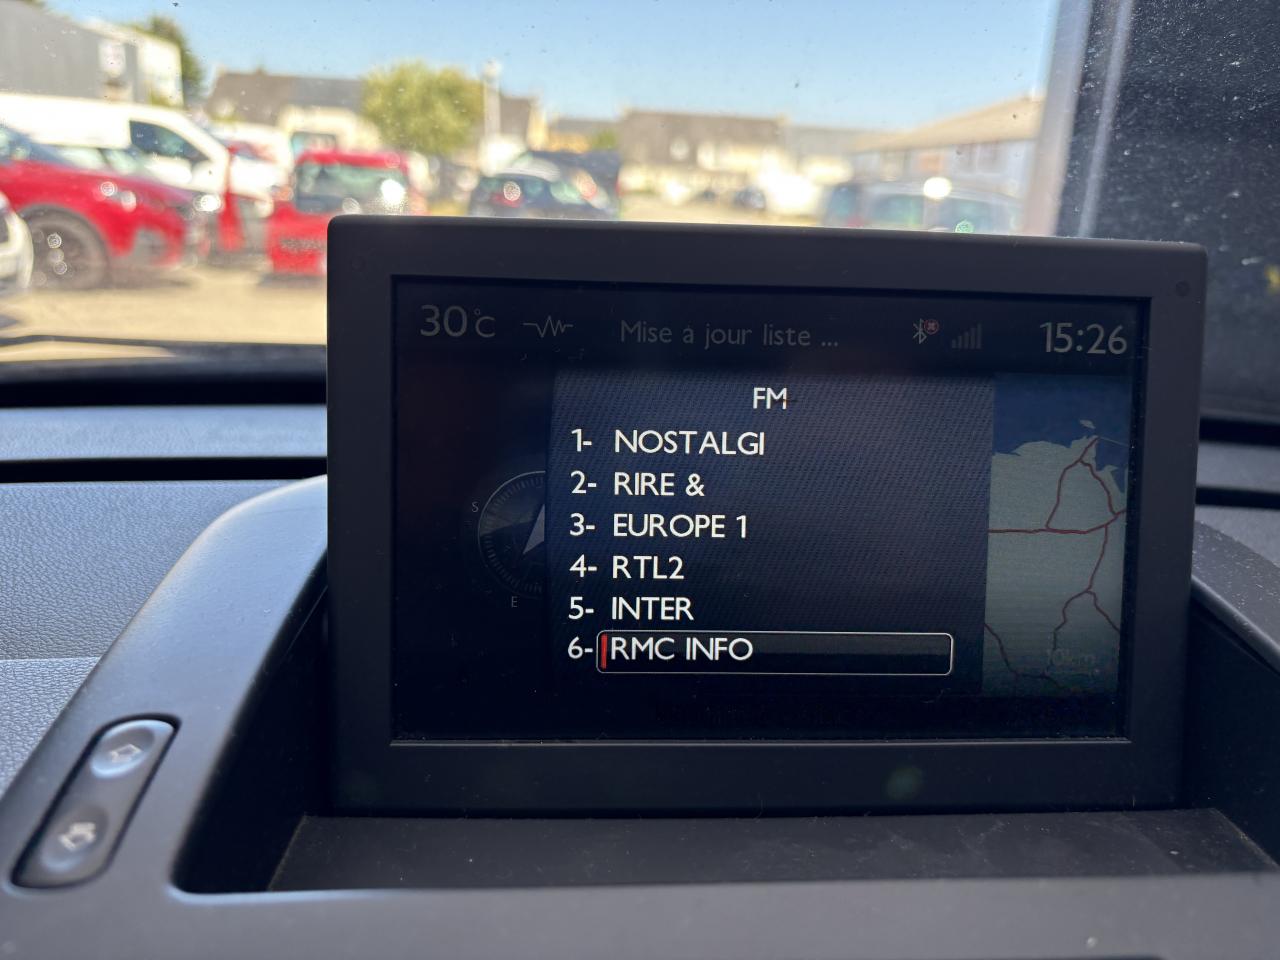 30°C Mise à jour liste ... 15:26
FM
1- NOSTALGI
2- RIRE &
3- EUROPE 1
4- RTL2
5- INTER
6- RMC INFO
S
E
10km